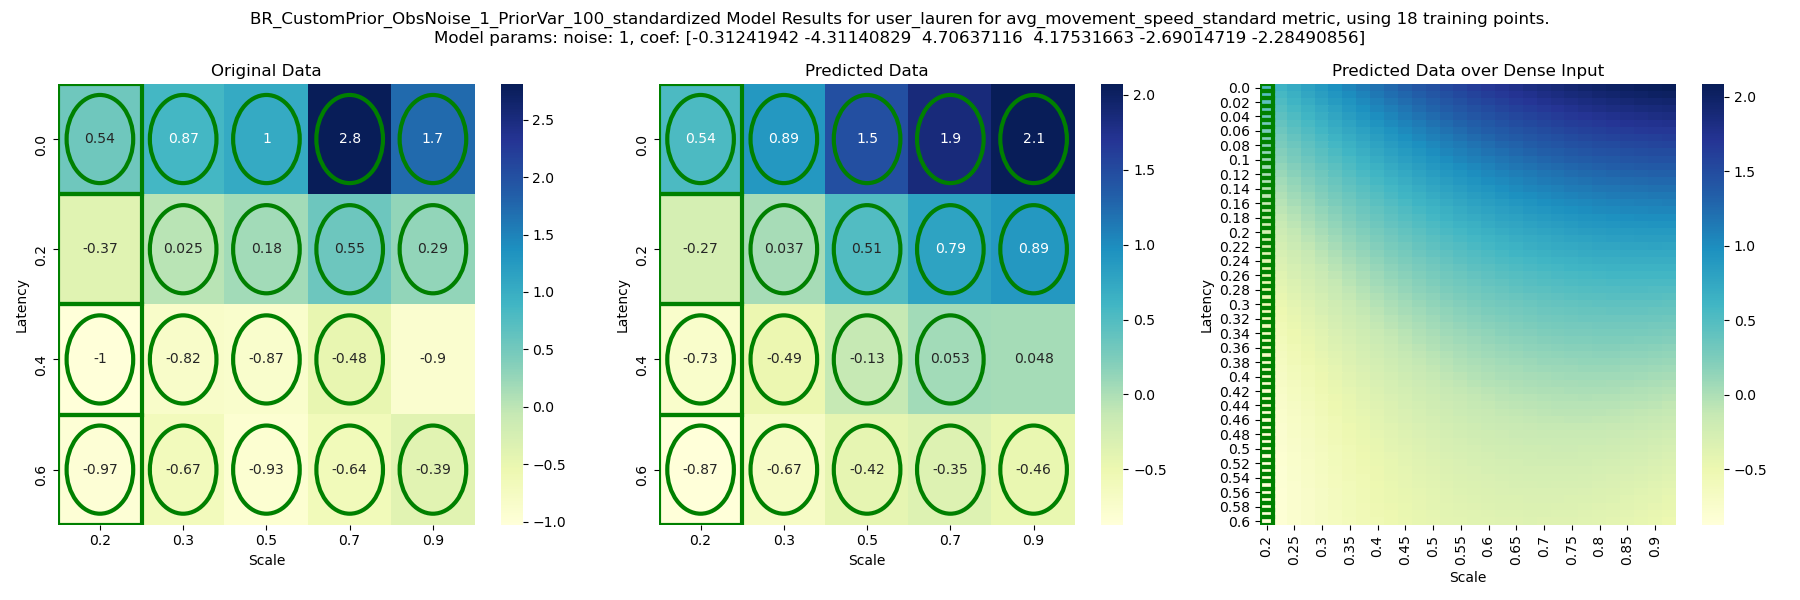 BR_CustomPrior_ObsNoise_1_PriorVar_100_standardized Model Results for user_lauren for avg_movement_speed_standard metric, using 18 training points.
Model params: noise: 1, coef: [-0.31241942 -4.31140829  4.70637116  4.17531663 -2.69014719 -2.28490856]
Original Data
0.0 0.54 0.87 1 2.8 1.7
0.2 -0.37 0.025 0.18 0.55 0.29
0.4 -1 -0.82 -0.87 -0.48 -0.9
0.6 -0.97 -0.67 -0.93 -0.64 -0.39
0.2 0.3 0.5 0.7 0.9
Scale
Latency
2.5
2.0
1.5
1.0
0.5
0.0
−0.5
−1.0
Predicted Data
0.0 0.54 0.89 1.5 1.9 2.1
0.2 -0.27 0.037 0.51 0.79 0.89
0.4 -0.73 -0.49 -0.13 0.053 0.048
0.6 -0.87 -0.67 -0.42 -0.35 -0.46
0.2 0.3 0.5 0.7 0.9
Scale
Latency
2.0
1.5
1.0
0.5
0.0
−0.5
Predicted Data over Dense Input
0.0
0.02
0.04
0.06
0.08
0.1
0.12
0.14
0.16
0.18
0.2
0.22
0.24
0.26
0.28
0.3
0.32
0.34
0.36
0.38
0.4
0.42
0.44
0.46
0.48
0.5
0.52
0.54
0.56
0.58
0.6
0.2 0.25 0.3 0.35 0.4 0.45 0.5 0.55 0.6 0.65 0.7 0.75 0.8 0.85 0.9
Scale
Latency
2.0
1.5
1.0
0.5
0.0
−0.5